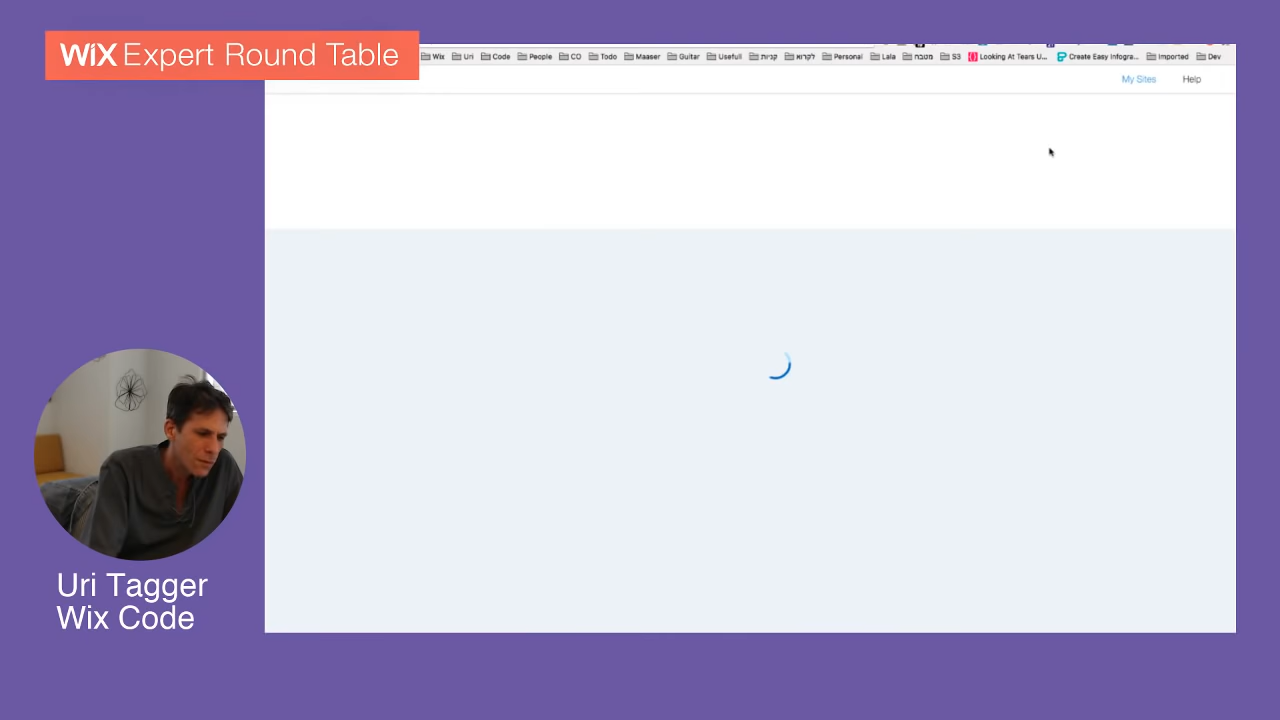 WiX Expert Round Table
Wix Uri Code People CO Todo Maaser Guitar Usefull קניות לקרוא Personal Lala מטבח S3 Looking At Tears U... Create Easy Infogra... Imported Dev
My Sites Help
Uri Tagger
Wix Code